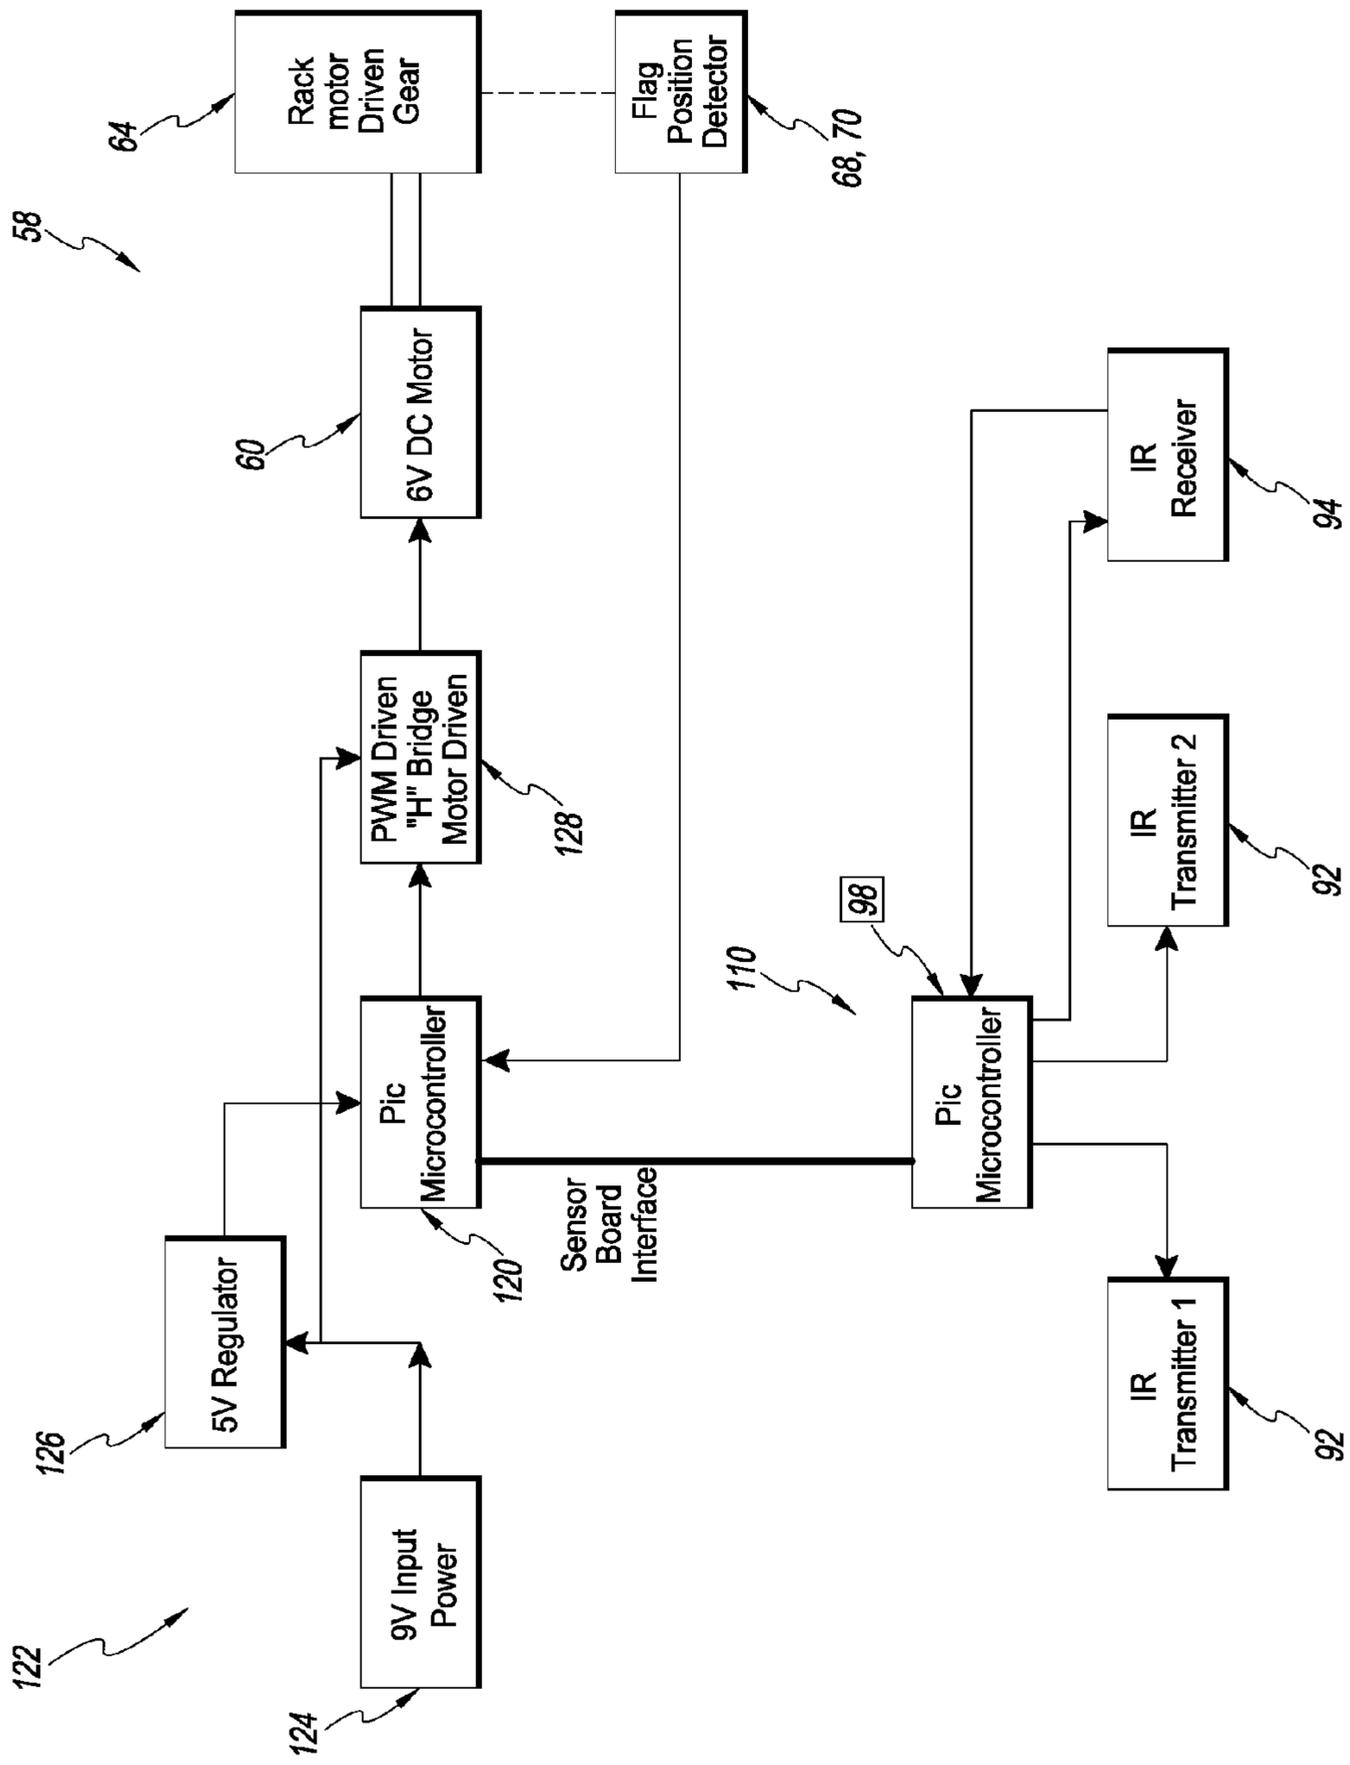 122
124
9V Input
Power
126
5V Regulator
120
Pic
Microcontroller
Sensor
Board
Interface
PWM Driven
"H" Bridge
Motor Driven
128
60
6V DC Motor
58
64
Rack
motor
Driven
Gear
Flag
Position
Detector
68, 70
110
98
Pic
Microcontroller
IR
Transmitter 1
92
IR
Transmitter 2
92
IR
Receiver
94